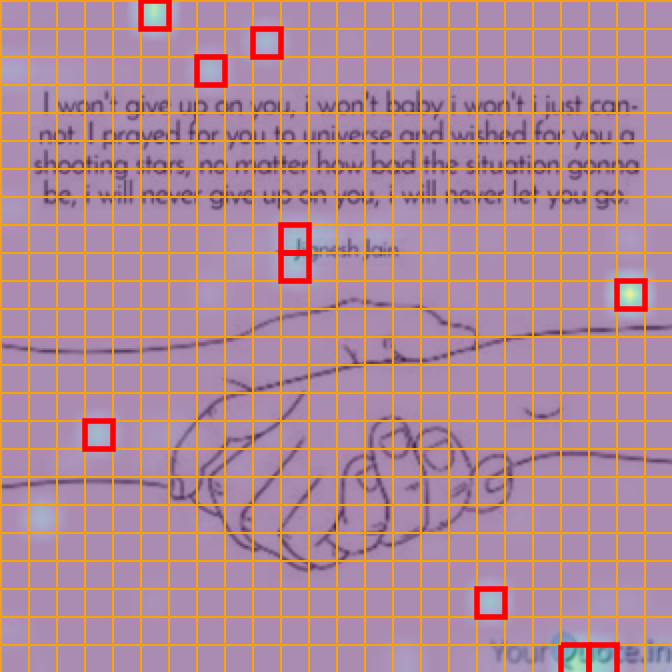 I won't give up on you, i won't baby i won't i just can-
not. I prayed for you to universe and wished for you a
shooting stars, no matter how bad the situation gonna
be, i will never give up on you, i will never let you go.
- Jignesh Jain
YourQuote.in